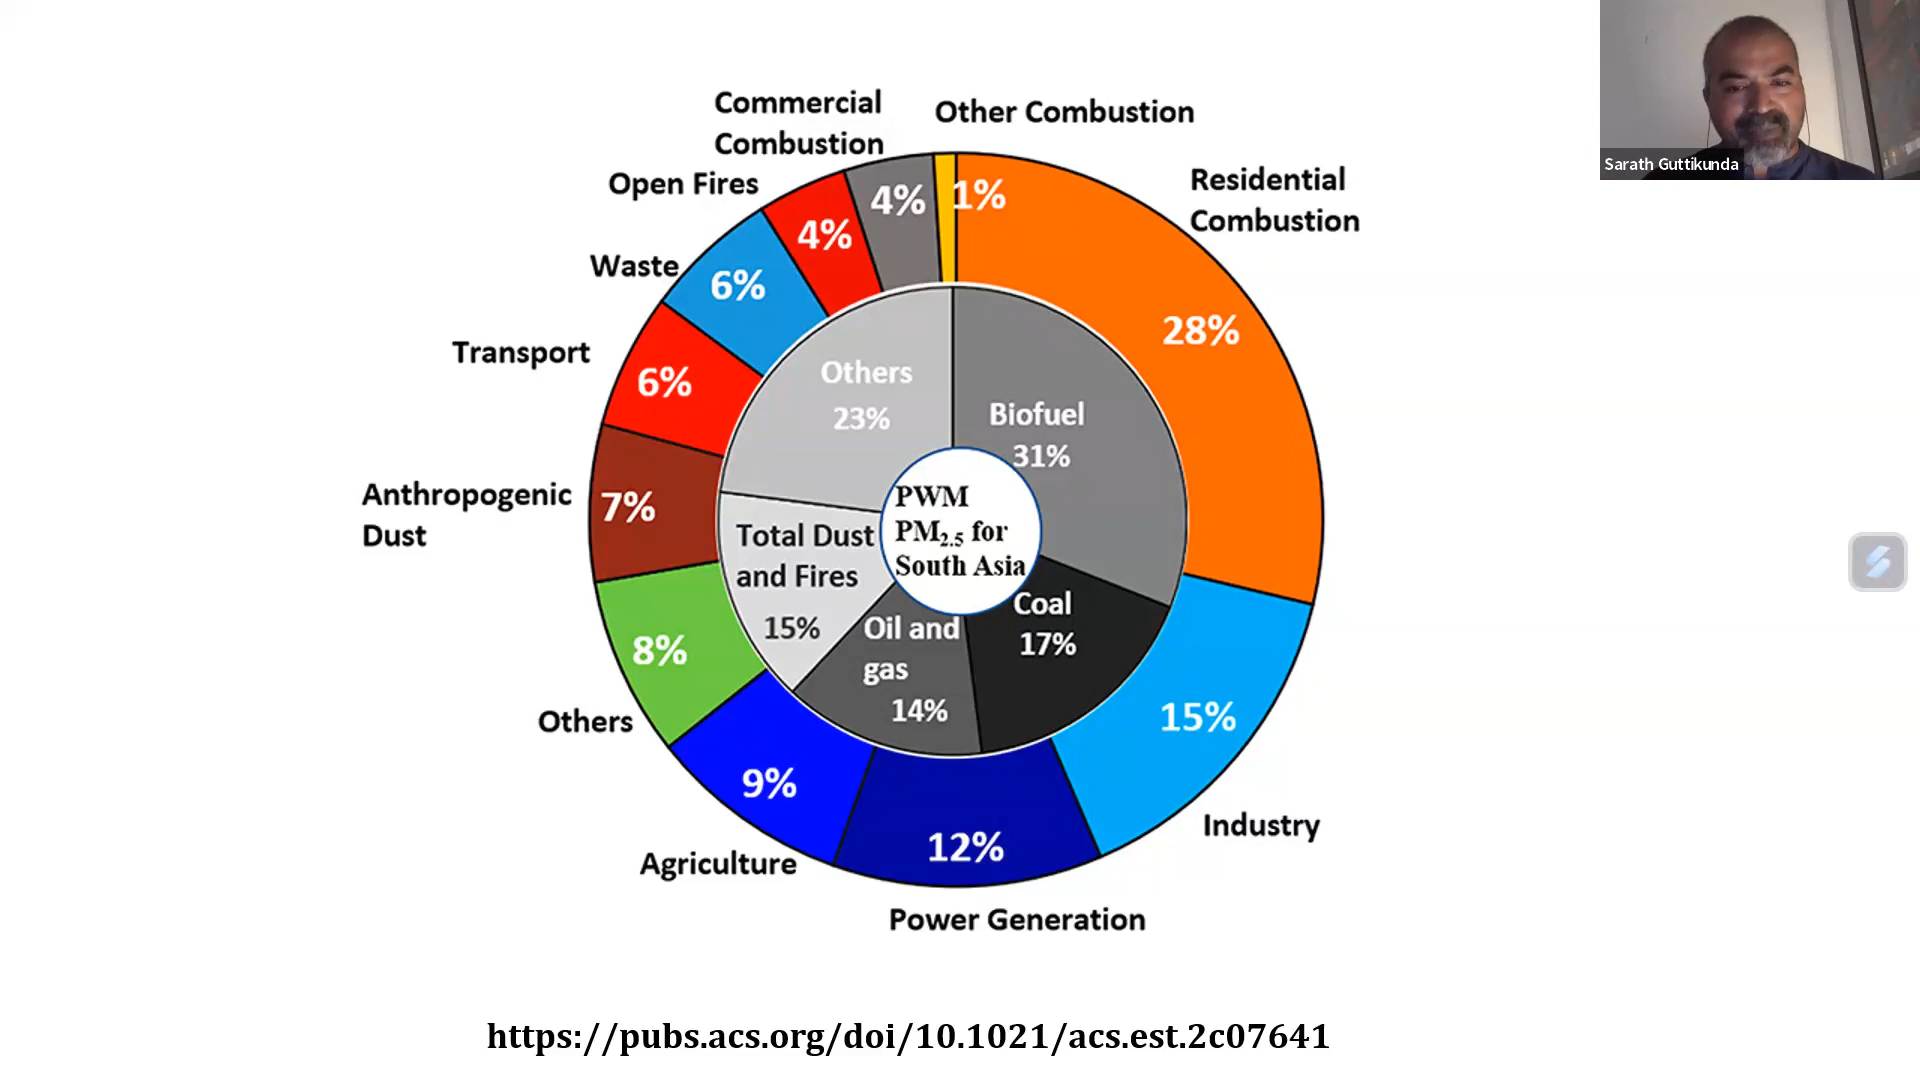 Commercial
Combustion
Other Combustion
Open Fires
Residential
Combustion
Waste
Transport
Anthropogenic
Dust
Others
Agriculture
Power Generation
Industry
4%
1%
4%
6%
28%
6%
7%
8%
9%
12%
15%
Others
23%
Biofuel
31%
Total Dust
and Fires
15%
Oil and
gas
14%
Coal
17%
PWM
PM2.5 for
South Asia
Sarath Guttikunda
https://pubs.acs.org/doi/10.1021/acs.est.2c07641